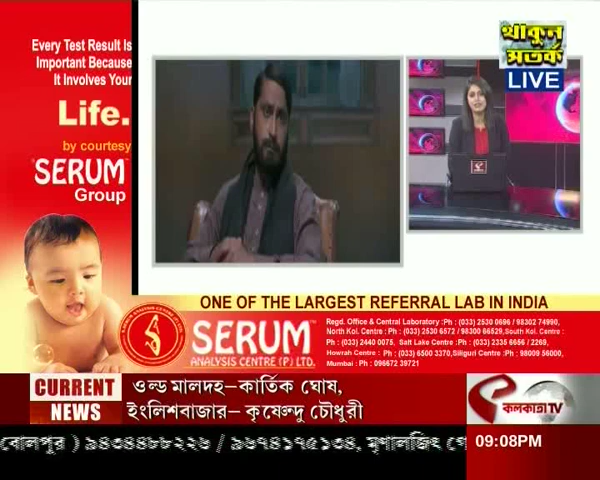 Every Test Result Is
Important Because
It Involves Your
Life.
by courtesy
SERUM™
Group
থাকুন
সতর্ক
LIVE
ONE OF THE LARGEST REFERRAL LAB IN INDIA
SERUM™
ANALYSIS CENTRE (P) LTD.
Regd. Office & Central Laboratory :Ph : (033) 2530 0696 / 98302 74990,
North Kol. Centre : Ph : (033) 2530 6572 / 98300 66529,South Kol. Centre :
Ph : (033) 2440 0075, Salt Lake Centre : Ph : (033) 2335 6656 / 2269,
Howrah Centre : Ph : (033) 6500 3370,Siliguri Centre :Ph : 98009 56000,
Mumbai : Ph : 096672 39721
CURRENT
NEWS
ওল্ড মালদহ–কার্তিক ঘোষ,
ইংলিশবাজার– কৃষ্ণেন্দু চৌধুরী
কলকাতা TV
বোলপুর ) ৯৪৩৪৪৮৮২২৬ / ৯৬৭৪১৭৫১৩৪, মৃণালজিৎ গো
09:08PM